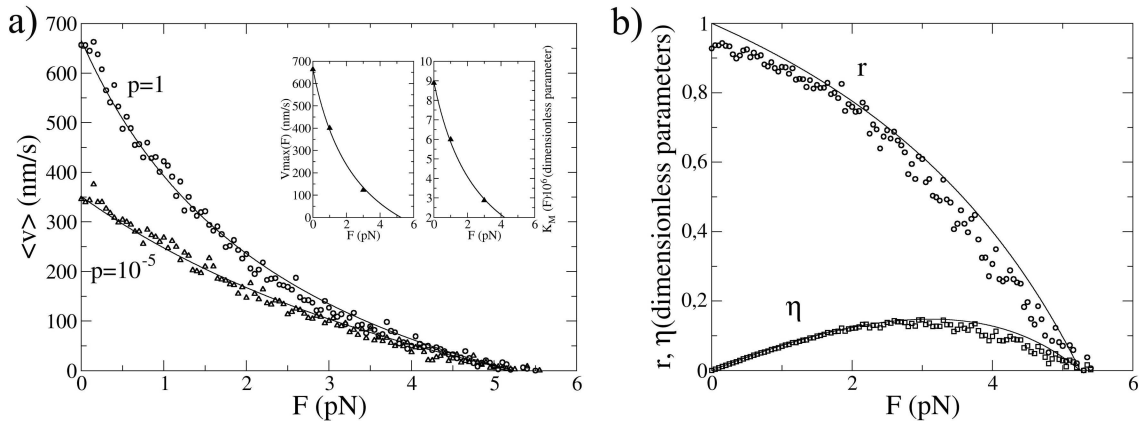 a)
700
600
500
400
300
200
100
0
<v> (nm/s)
p=1
p=10^-5
0 1 2 3 4 5 6
F (pN)
700
600
500
400
300
200
100
0
Vmax(F) (nm/s)
0 2 4
F (pN)
10
9
8
7
6
5
4
3
2
K_M (F)10^6(dimensionless parameter)
0 2 4
F (pN)
b)
1
0,8
0,6
0,4
0,2
0
r, η(dimensionless parameters)
r
η
0 2 4 6
F (pN)